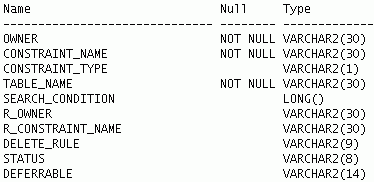 Name                           Null     Type
------------------------------ -------- ------------
OWNER                          NOT NULL VARCHAR2(30)
CONSTRAINT_NAME                NOT NULL VARCHAR2(30)
CONSTRAINT_TYPE                         VARCHAR2(1)
TABLE_NAME                     NOT NULL VARCHAR2(30)
SEARCH_CONDITION                        LONG()
R_OWNER                                 VARCHAR2(30)
R_CONSTRAINT_NAME                       VARCHAR2(30)
DELETE_RULE                             VARCHAR2(9)
STATUS                                  VARCHAR2(8)
DEFERRABLE                              VARCHAR2(14)